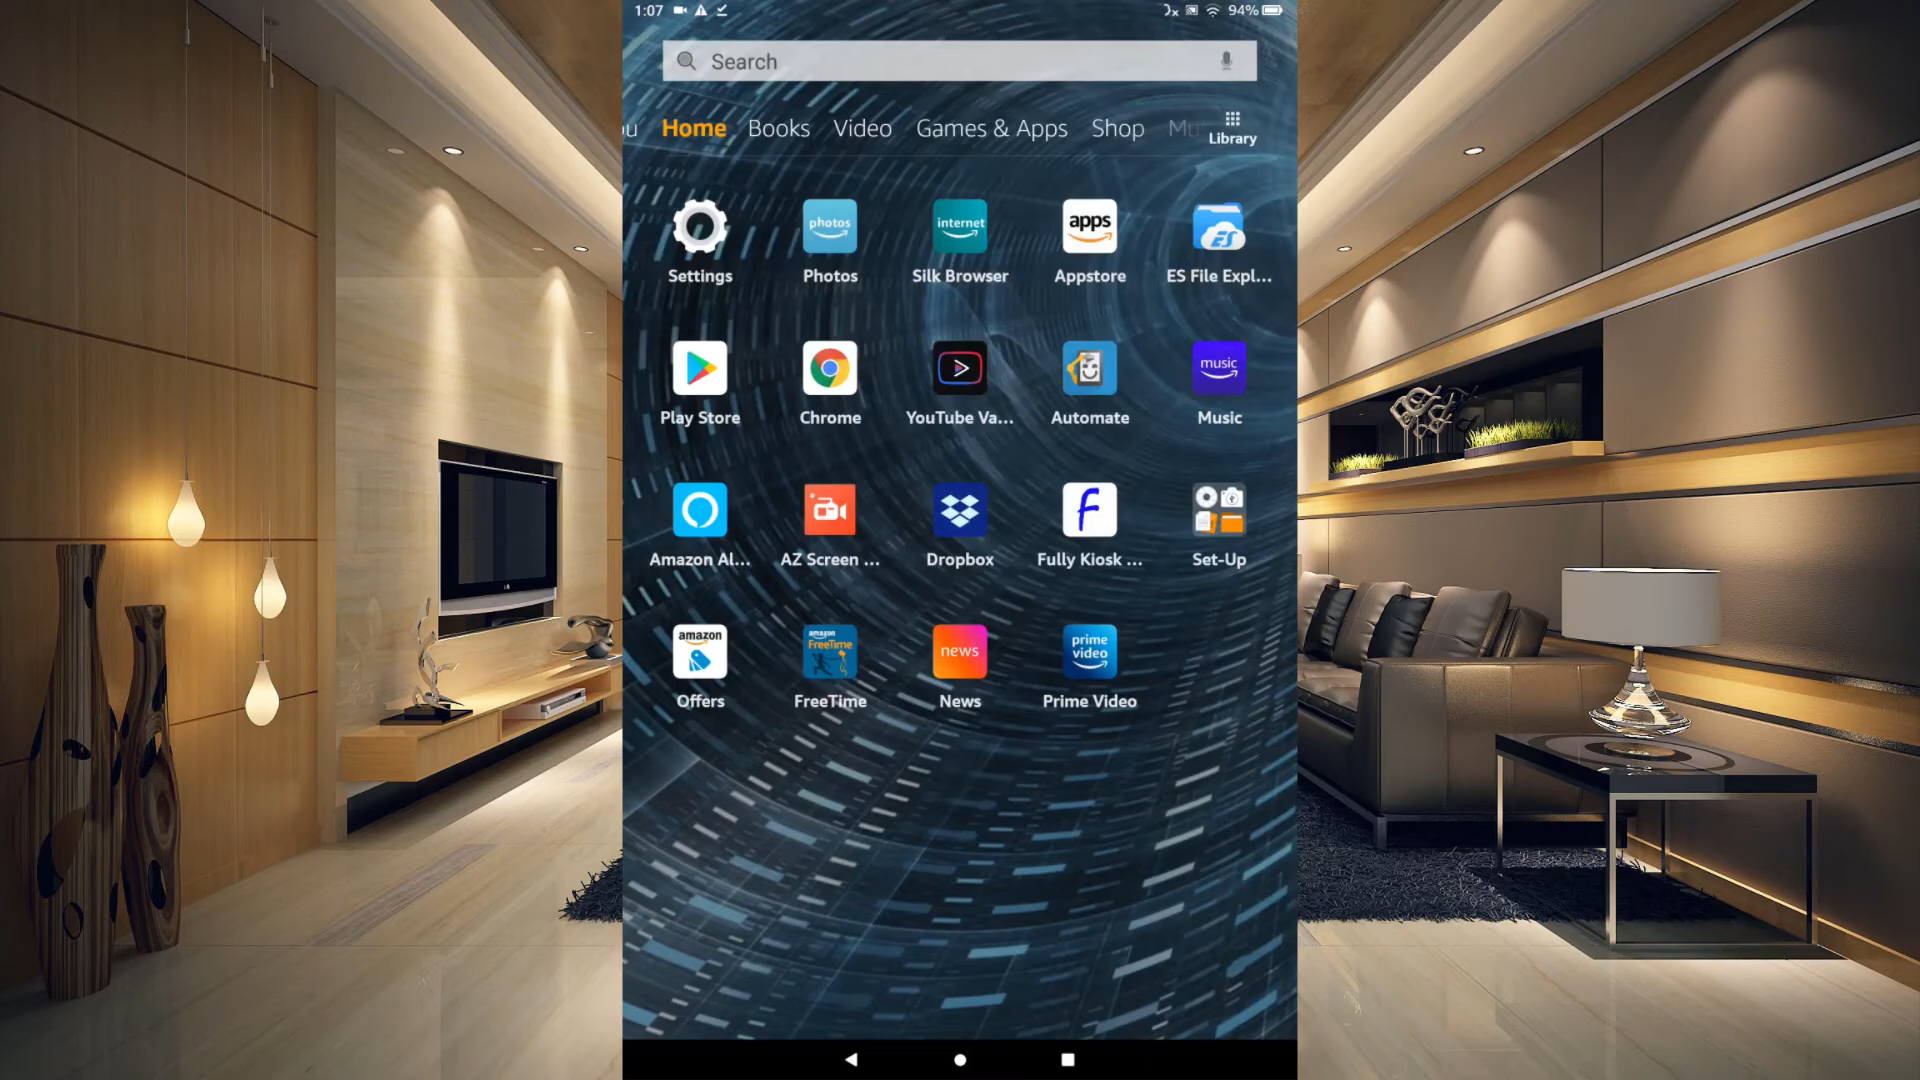 1:07
94%
Search
ou Home Books Video Games & Apps Shop Mu
Library
photos
internet
apps
ES
Settings Photos Silk Browser Appstore ES File Expl...
music
Play Store Chrome YouTube Va... Automate Music
f
Amazon Al... AZ Screen ... Dropbox Fully Kiosk ... Set-Up
amazon
amazon
FreeTime
news
prime
video
Offers FreeTime News Prime Video